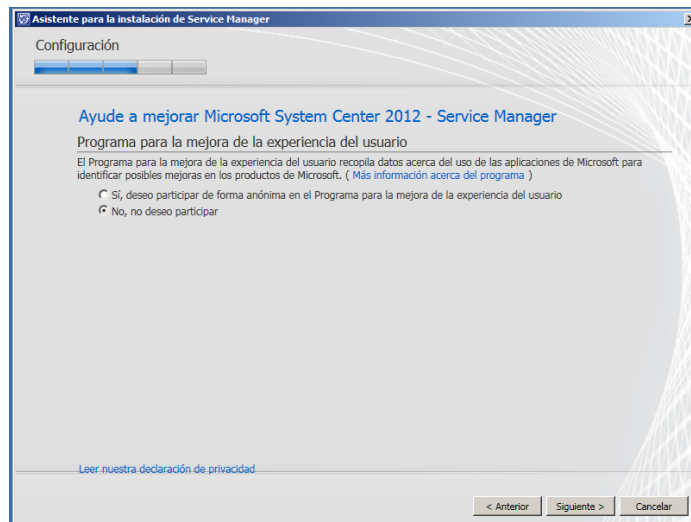 Asistente para la instalación de Service Manager
Configuración
Ayude a mejorar Microsoft System Center 2012 - Service Manager
Programa para la mejora de la experiencia del usuario
El Programa para la mejora de la experiencia del usuario recopila datos acerca del uso de las aplicaciones de Microsoft para
identificar posibles mejoras en los productos de Microsoft. ( Más información acerca del programa )
Sí, deseo participar de forma anónima en el Programa para la mejora de la experiencia del usuario
No, no deseo participar
Leer nuestra declaración de privacidad
< Anterior Siguiente > Cancelar